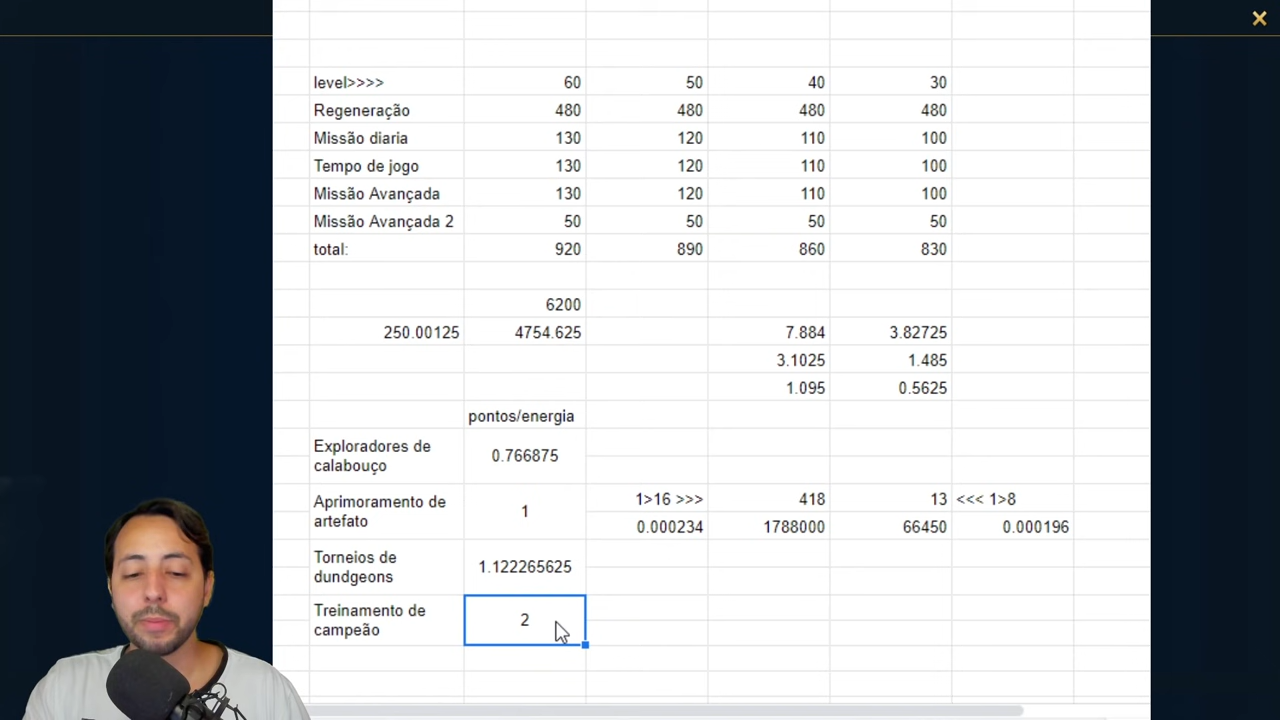 level>>>> 60 50 40 30
Regeneração 480 480 480 480
Missão diaria 130 120 110 100
Tempo de jogo 130 120 110 100
Missão Avançada 130 120 110 100
Missão Avançada 2 50 50 50 50
total: 920 890 860 830
6200
250.00125 4754.625 7.884 3.82725
3.1025 1.485
1.095 0.5625
pontos/energia
Exploradores de
calabouço
0.766875
Aprimoramento de
artefato
1
1>16 >>> 418 13 <<< 1>8
0.000234 1788000 66450 0.000196
Torneios de
dundgeons
1.122265625
Treinamento de
campeão
2